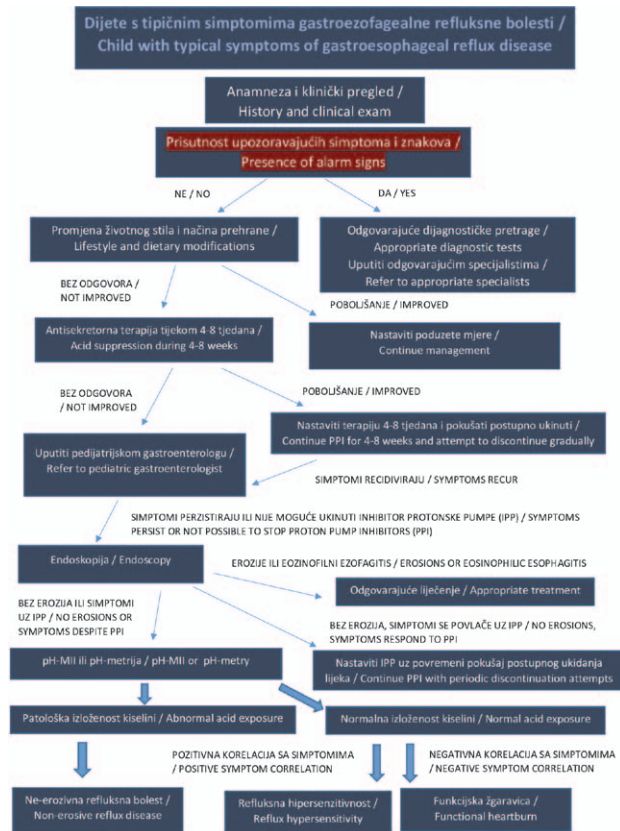 Dijete s tipičnim simptomima gastroezofagealne refluksne bolesti /
Child with typical symptoms of gastroesophageal reflux disease
Anamneza i klinički pregled /
History and clinical exam
Prisutnost upozoravajućih simptoma i znakova /
Presence of alarm signs
NE / NO
DA / YES
Promjena životnog stila i načina prehrane /
Lifestyle and dietary modifications
Odgovarajuće dijagnostičke pretrage /
Appropriate diagnostic tests
Uputiti odgovarajućim specijalistima /
Refer to appropriate specialists
BEZ ODGOVORA /
NOT IMPROVED
POBOLJŠANJE / IMPROVED
Antisekretorna terapija tijekom 4-8 tjedana /
Acid suppression during 4-8 weeks
Nastaviti poduzete mjere /
Continue management
BEZ ODGOVORA
/ NOT IMPROVED
POBOLJŠANJE / IMPROVED
Nastaviti terapiju 4-8 tjedana i pokušati postupno ukinuti /
Continue PPI for 4-8 weeks and attempt to discontinue gradually
Uputiti pedijatrijskom gastroenterologu /
Refer to pediatric gastroenterologist
SIMPTOMI RECIDIVIRAJU / SYMPTOMS RECUR
SIMPTOMI PERZISTIRAJU ILI NIJE MOGUĆE UKINUTI INHIBITOR PROTONSKE PUMPE (IPP) / SYMPTOMS
PERSIST OR NOT POSSIBLE TO STOP PROTON PUMP INHIBITORS (PPI)
Endoskopija / Endoscopy
EROZIJE ILI EOZINOFILNI EZOFAGITIS / EROSIONS OR EOSINOPHILIC ESOPHAGITIS
Odgovarajuće liječenje / Appropriate treatment
BEZ EROZIJA ILI SIMPTOMI
UZ IPP / NO EROSIONS OR
SYMPTOMS DESPITE PPI
BEZ EROZIJA, SIMPTOMI SE POVLAČE UZ IPP / NO EROSIONS,
SYMPTOMS RESPOND TO PPI
pH-MII ili pH-metrija / pH-MII or pH-metry
Nastaviti IPP uz povremeni pokušaj postupnog ukidanja
lijeka / Continue PPI with periodic discontinuation attempts
Patološka izloženost kiselini / Abnormal acid exposure
Normalna izloženost kiselini / Normal acid exposure
POZITIVNA KORELACIJA SA SIMPTOMIMA
/ POSITIVE SYMPTOM CORRELATION
NEGATIVNA KORELACIJA SA SIMPTOMIMA
/ NEGATIVE SYMPTOM CORRELATION
Ne-erozivna refluksna bolest /
Non-erosive reflux disease
Refluksna hipersenzitivnost /
Reflux hypersensitivity
Funkcijska žgaravica /
Functional heartburn